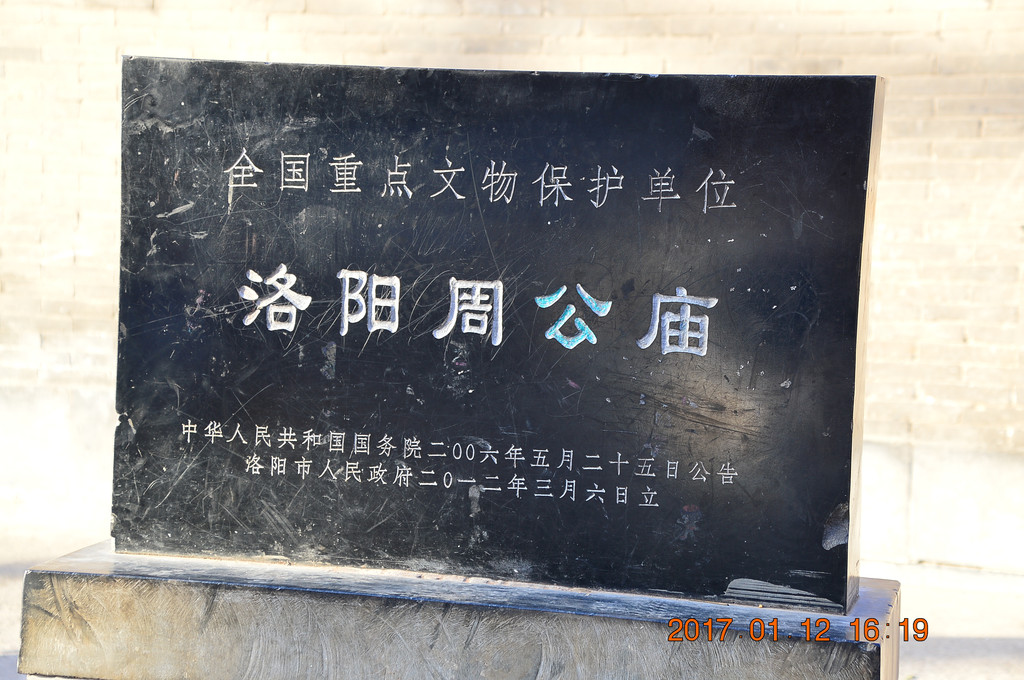 全国重点文物保护单位
洛阳周公庙
中华人民共和国国务院二〇〇六年五月二十五日公告
洛阳市人民政府二〇一二年三月六日立
2017.01.12 16:19